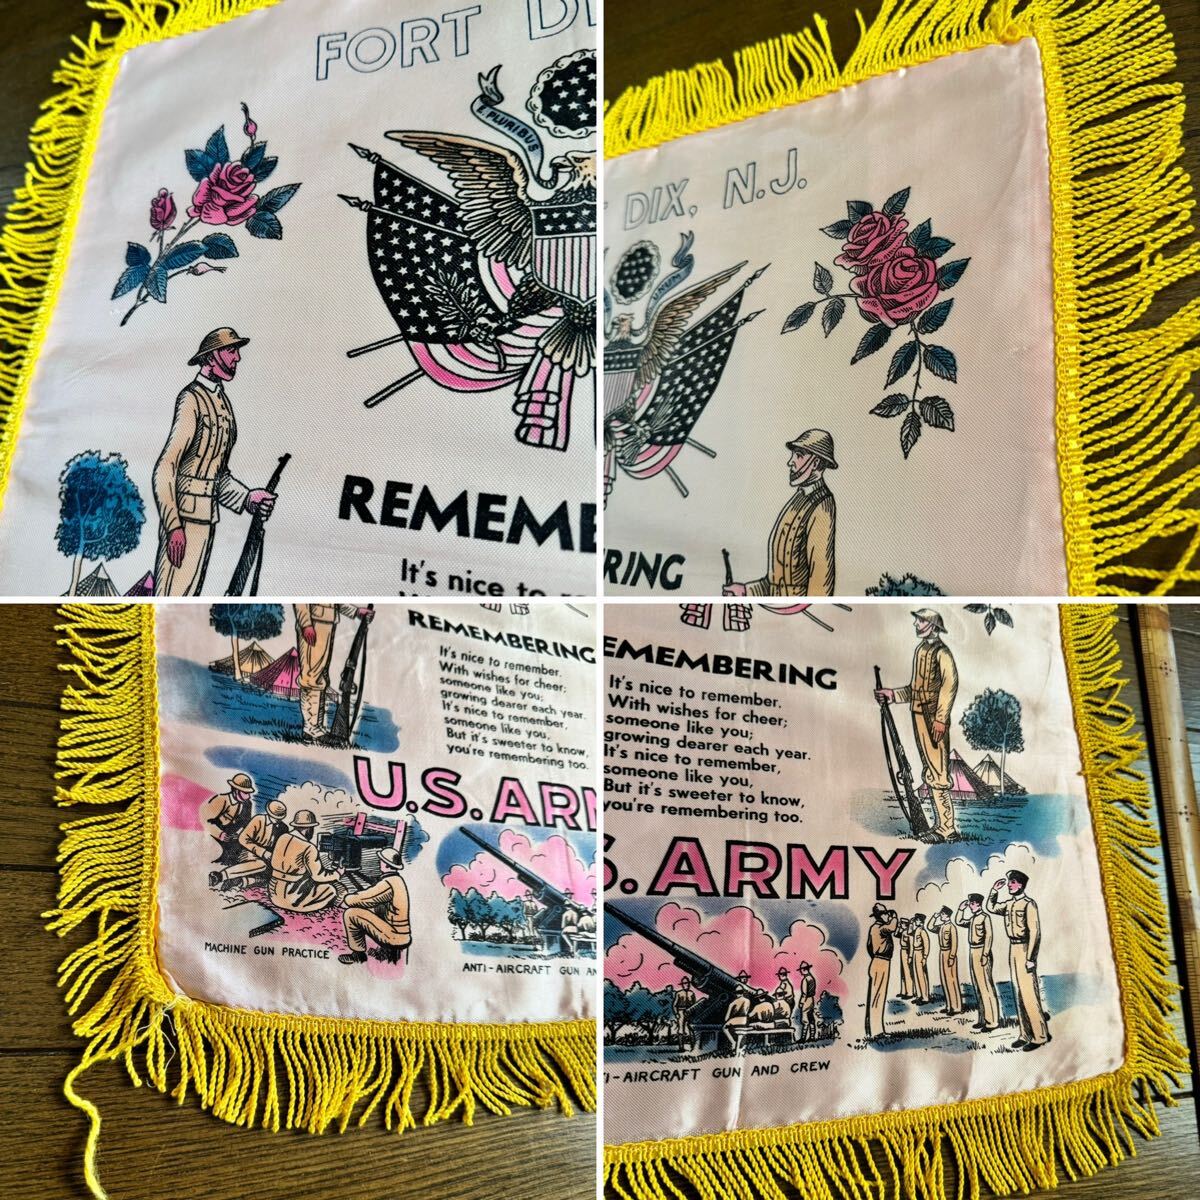 FORT DI
E PLURIBUS
REMEME
It's nice to
DIX, N.J.
UNUM
RING
REMEMBERING
It's nice to remember.
With wishes for cheer;
someone like you;
growing dearer each year.
It's nice to remember,
someone like you,
But it's sweeter to know,
you're remembering too.
U.S. ARM
MACHINE GUN PRACTICE
ANTI-AIRCRAFT GUN AN
EMEMBERING
It's nice to remember.
With wishes for cheer;
someone like you;
growing dearer each year.
It's nice to remember,
someone like you,
But it's sweeter to know,
you're remembering too.
S. ARMY
TI-AIRCRAFT GUN AND CREW